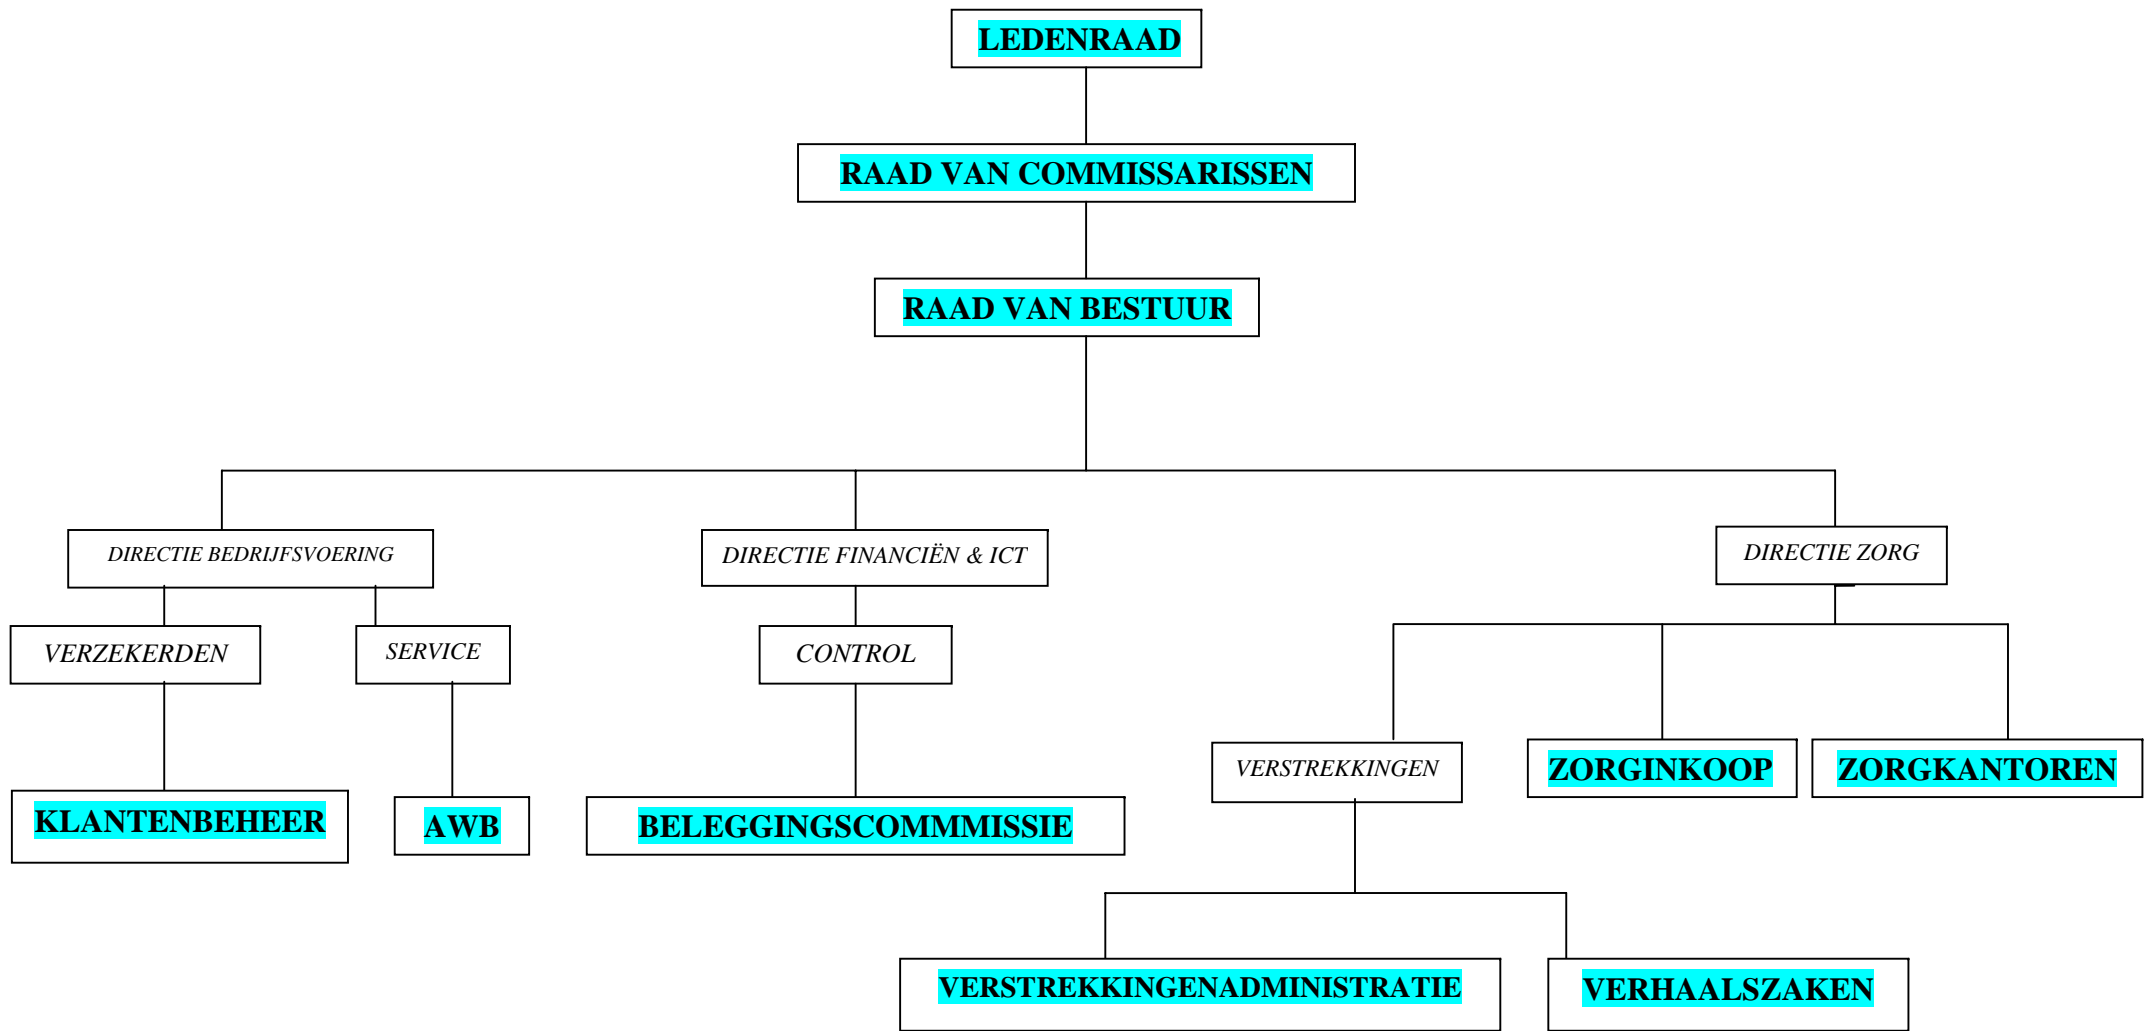 LEDENRAAD
RAAD VAN COMMISSARISSEN
RAAD VAN BESTUUR
DIRECTIE BEDRIJFSVOERING
DIRECTIE FINANCIËN & ICT
DIRECTIE ZORG
VERZEKERDEN
SERVICE
CONTROL
VERSTREKKINGEN
ZORGINKOOP
ZORGKANTOREN
KLANTENBEHEER
AWB
BELEGGINGSCOMMMISSIE
VERSTREKKINGENADMINISTRATIE
VERHAALSZAKEN